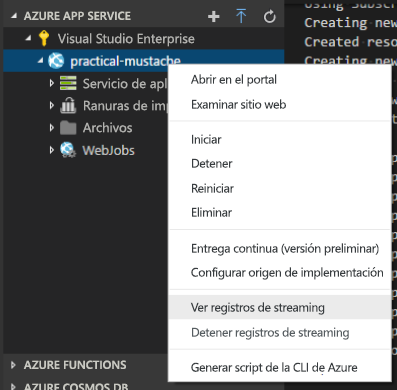 AZURE APP SERVICE
Visual Studio Enterprise
practical-mustache
Servicio de apl
Ranuras de imp
Archivos
WebJobs
AZURE FUNCTIONS
AZURE COSMOS DB
Abrir en el portal
Examinar sitio web
Iniciar
Detener
Reiniciar
Eliminar
Entrega continua (versión preliminar)
Configurar origen de implementación
Ver registros de streaming
Detener registros de streaming
Generar script de la CLI de Azure
Using Subscr
Creating new
Created reso
Creating new